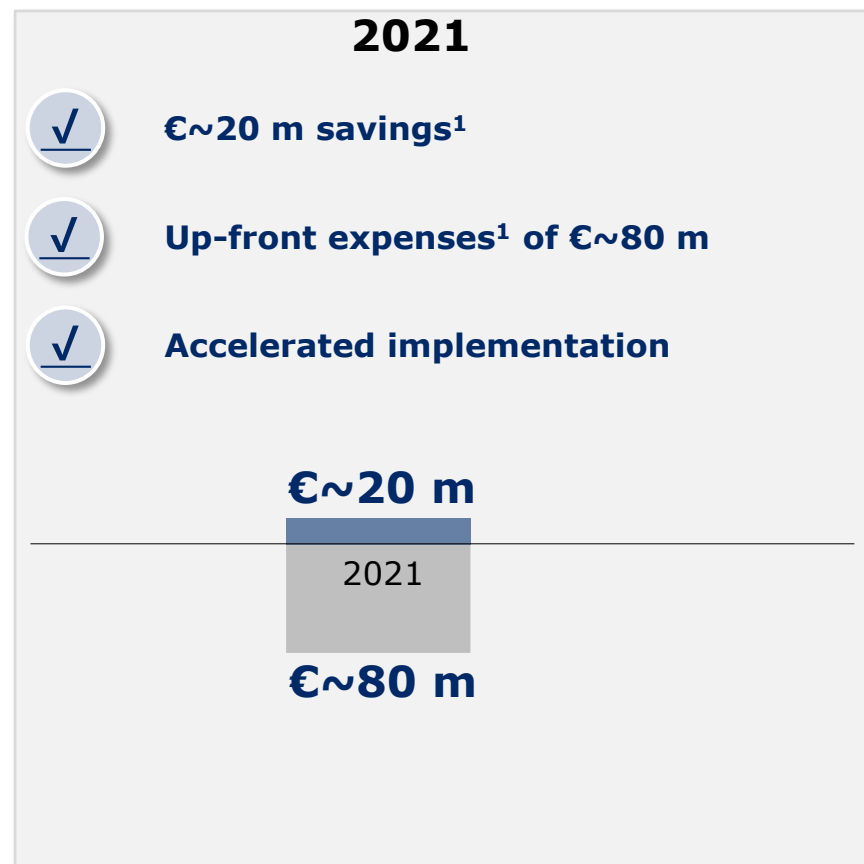 2021
√
€~20 m savings¹
√
Up-front expenses¹ of €~80 m
√
Accelerated implementation
€~20 m
2021
€~80 m